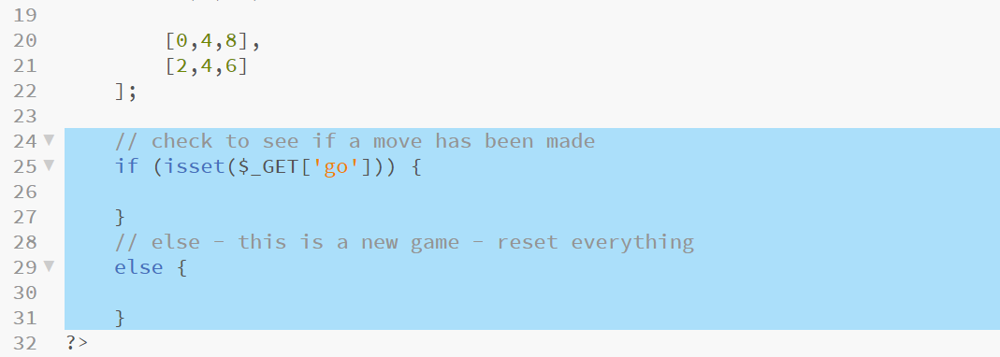 19
20 [0,4,8],
21 [2,4,6]
22 ];
23
24 // check to see if a move has been made
25 if (isset($_GET['go'])) {
26
27 }
28 // else - this is a new game - reset everything
29 else {
30
31 }
32 ?>